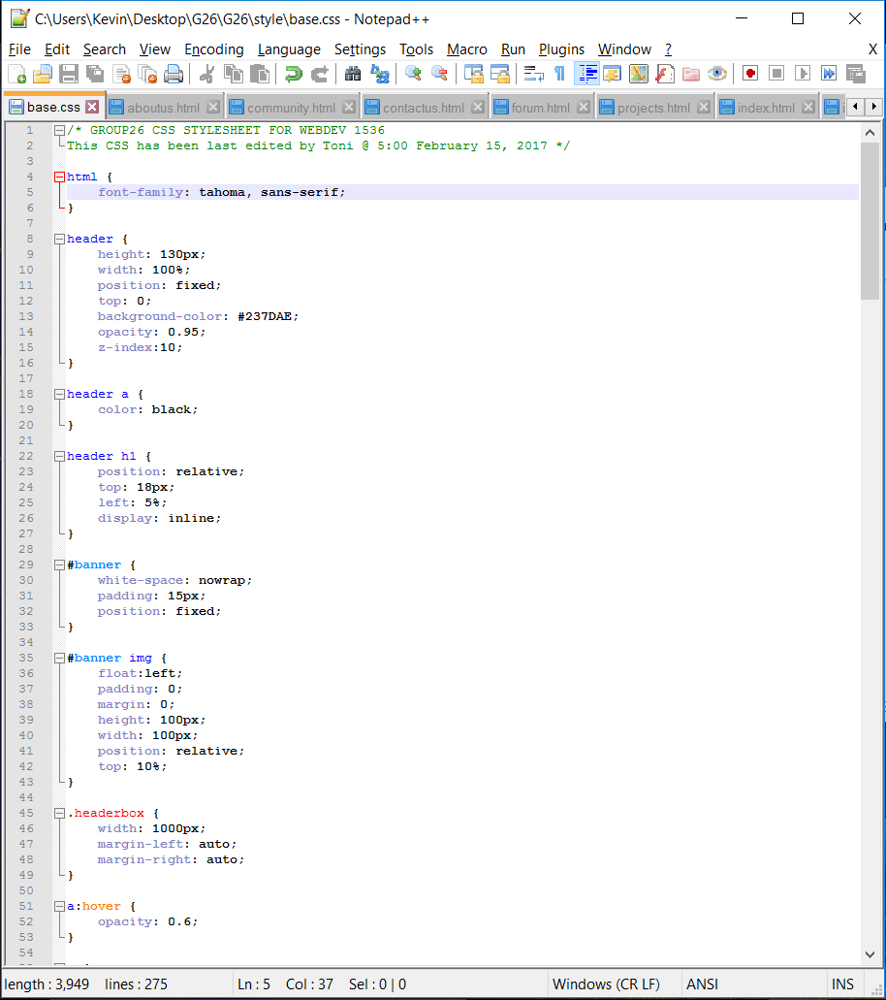 C:\Users\Kevin\Desktop\G26\G26\style\base.css - Notepad++
File Edit Search View Encoding Language Settings Tools Macro Run Plugins Window ? X
base.css aboutus.html community.html contactus.html forum.html projects.html index.html
1 /* GROUP26 CSS STYLESHEET FOR WEBDEV 1536
2 This CSS has been last edited by Toni @ 5:00 February 15, 2017 */
3
4 html {
5 font-family: tahoma, sans-serif;
6 }
7
8 header {
9 height: 130px;
10 width: 100%;
11 position: fixed;
12 top: 0;
13 background-color: #237DAE;
14 opacity: 0.95;
15 z-index:10;
16 }
17
18 header a {
19 color: black;
20 }
21
22 header h1 {
23 position: relative;
24 top: 18px;
25 left: 5%;
26 display: inline;
27 }
28
29 #banner {
30 white-space: nowrap;
31 padding: 15px;
32 position: fixed;
33 }
34
35 #banner img {
36 float:left;
37 padding: 0;
38 margin: 0;
39 height: 100px;
40 width: 100px;
41 position: relative;
42 top: 10%;
43 }
44
45 .headerbox {
46 width: 1000px;
47 margin-left: auto;
48 margin-right: auto;
49 }
50
51 a:hover {
52 opacity: 0.6;
53 }
54
length : 3,949 lines : 275 Ln : 5 Col : 37 Sel : 0 | 0 Windows (CR LF) ANSI INS